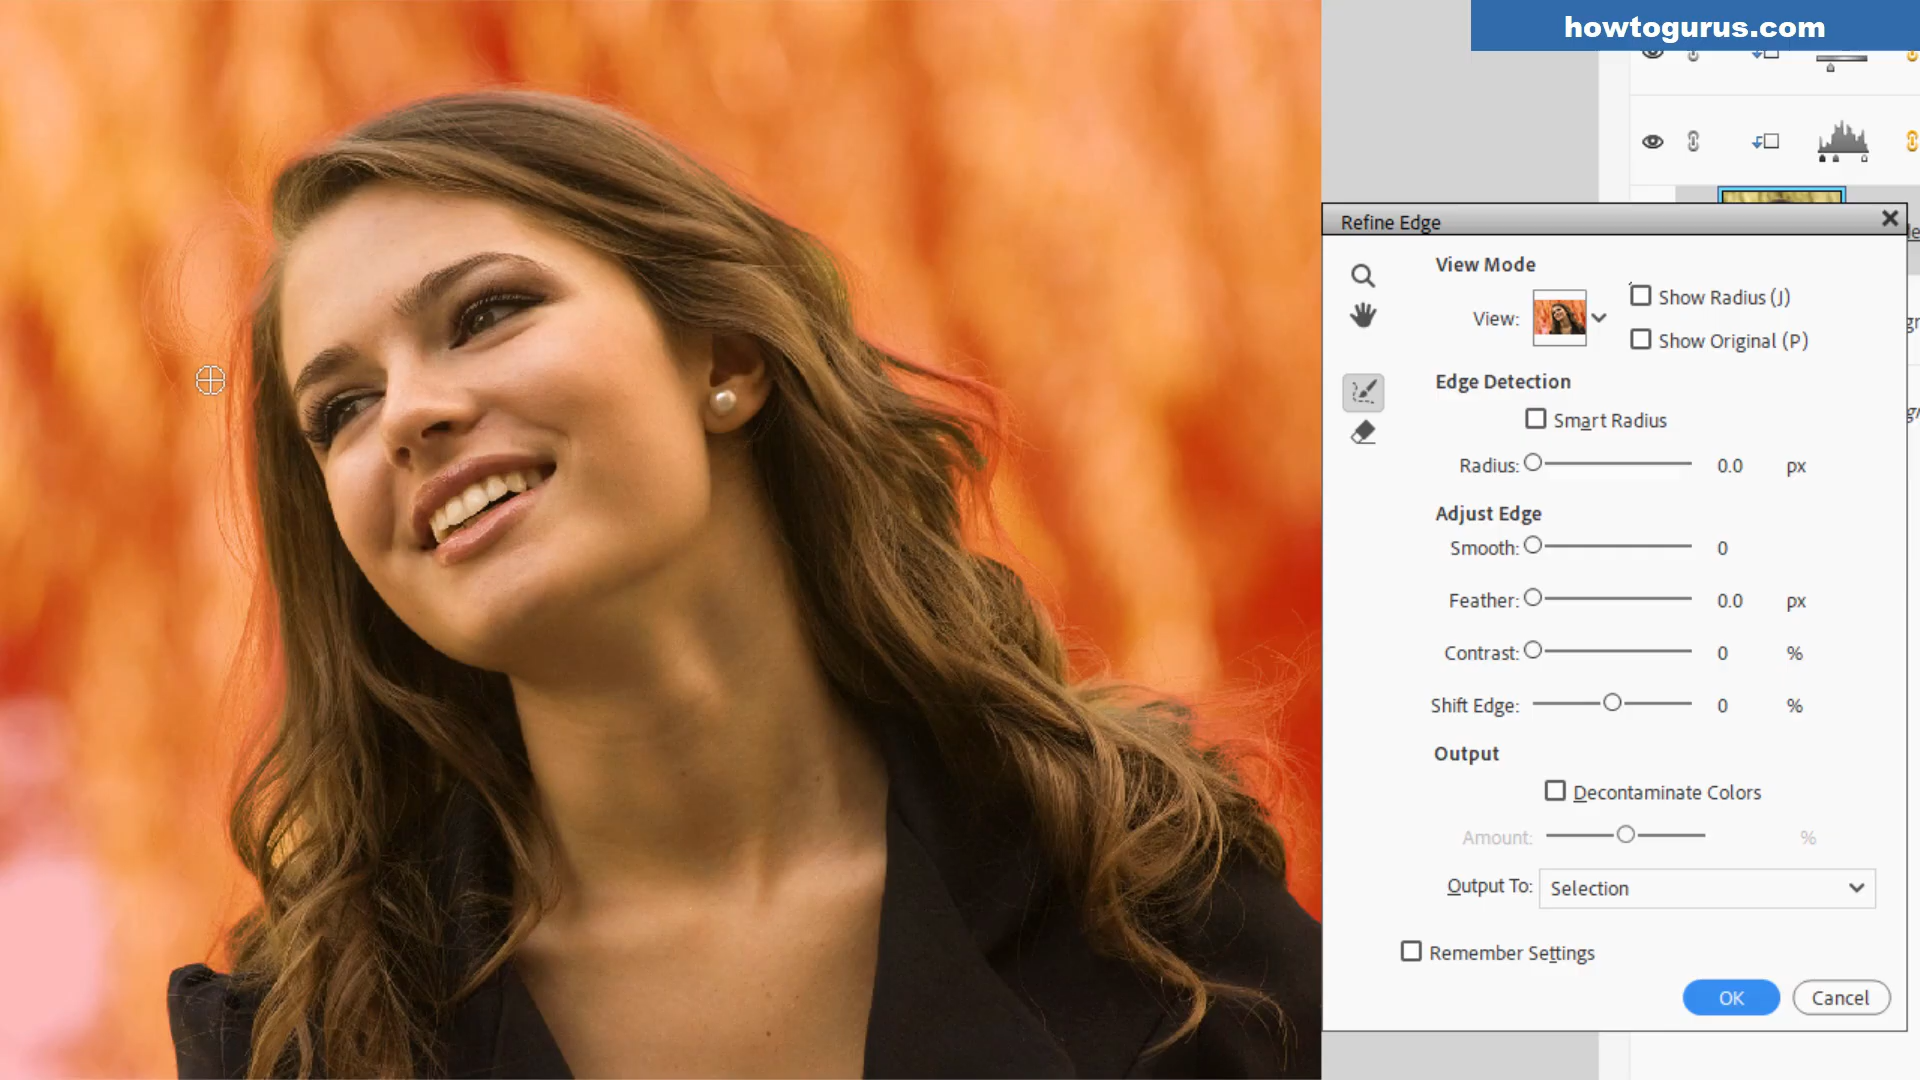 howtogurus.com
Refine Edge
View Mode
View:
Show Radius (J)
Show Original (P)
Edge Detection
Smart Radius
Radius: 0.0 px
Adjust Edge
Smooth: 0
Feather: 0.0 px
Contrast: 0 %
Shift Edge: 0 %
Output
Decontaminate Colors
Amount: %
Output To: Selection
Remember Settings
OK Cancel